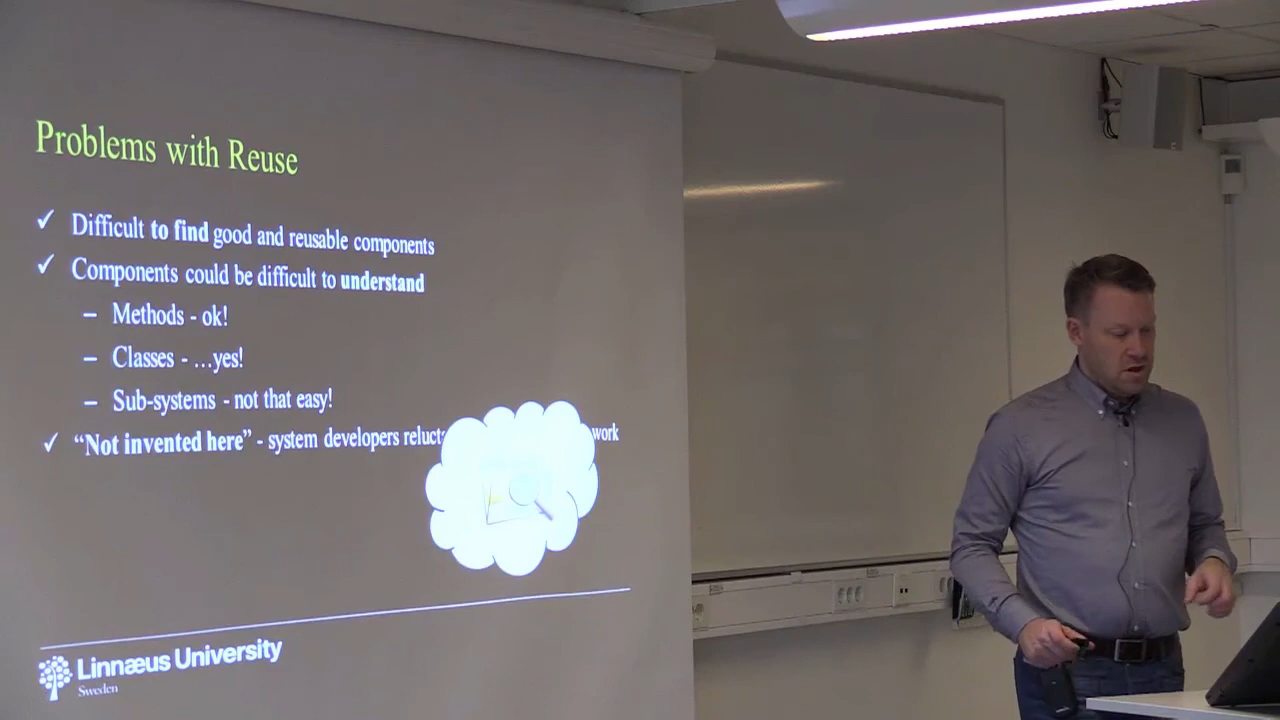 Problems with Reuse
✓ Difficult to find good and reusable components
✓ Components could be difficult to understand
– Methods - ok!
– Classes - …yes!
– Sub-systems - not that easy!
✓ “Not invented here” - system developers work
Linnæus University
Sweden